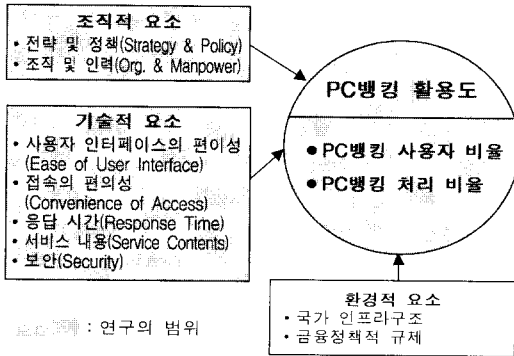 조직적 요소
• 전략 및 정책(Strategy & Policy)
• 조직 및 인력(Org. & Manpower)
기술적 요소
• 사용자 인터페이스의 편이성
(Ease of User Interface)
• 접속의 편의성
(Convenience of Access)
• 응답 시간(Response Time)
• 서비스 내용(Service Contents)
• 보안(Security)
PC뱅킹 활용도
● PC뱅킹 사용자 비율
● PC뱅킹 처리 비율
환경적 요소
• 국가 인프라구조
• 금융정책적 규제
: 연구의 범위